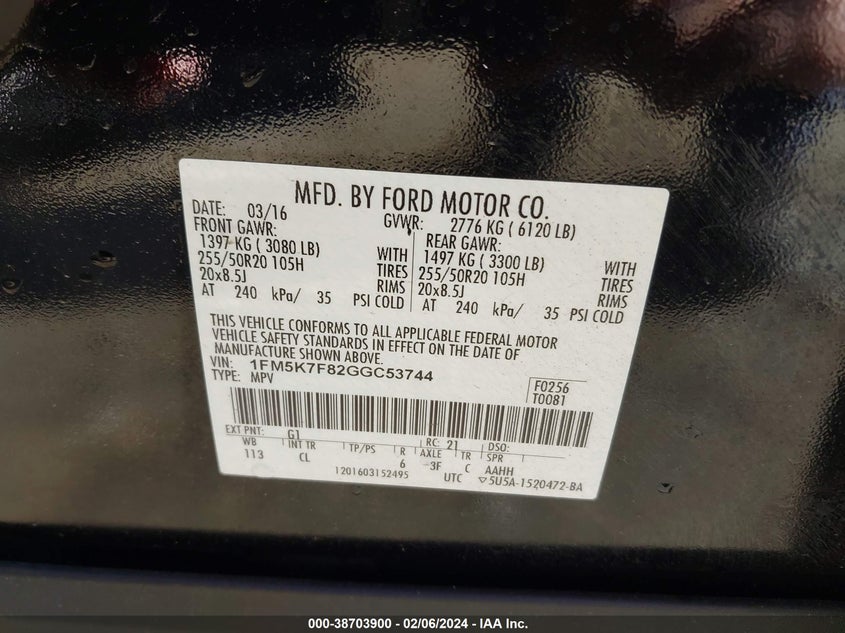 MFD. BY FORD MOTOR CO.
DATE: 03/16 GVWR: 2776 KG ( 6120 LB)
FRONT GAWR: REAR GAWR:
1397 KG ( 3080 LB) WITH 1497 KG ( 3300 LB) WITH
255/50R20 105H TIRES 255/50R20 105H TIRES
20x8.5J RIMS 20x8.5J RIMS
AT 240 kPa/ 35 PSI COLD AT 240 kPa/ 35 PSI COLD
THIS VEHICLE CONFORMS TO ALL APPLICABLE FEDERAL MOTOR
VEHICLE SAFETY STANDARDS IN EFFECT ON THE DATE OF
MANUFACTURE SHOWN ABOVE.
VIN: 1FM5K7F82GGC53744
TYPE: MPV
F0256
T0081
EXT PNT: G1 RC: 21 DSO:
WB INT TR TP/PS R AXLE TR SPR
113 CL 6 3F C AAHH
1201603152495 UTC ▽5U5A-1520472-BA
000-38703900 - 02/06/2024 - IAA Inc.